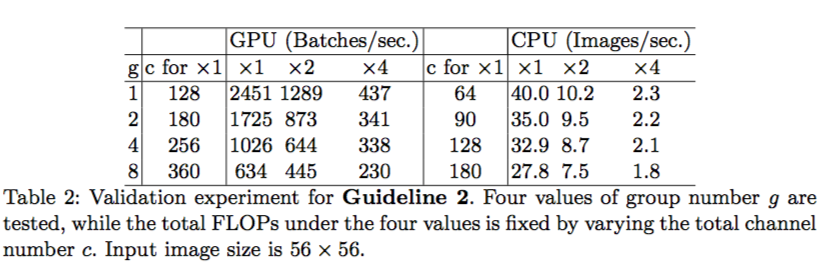 GPU (Batches/sec.) CPU (Images/sec.)
g c for ×1 ×1 ×2 ×4 c for ×1 ×1 ×2 ×4
1 128 2451 1289 437 64 40.0 10.2 2.3
2 180 1725 873 341 90 35.0 9.5 2.2
4 256 1026 644 338 128 32.9 8.7 2.1
8 360 634 445 230 180 27.8 7.5 1.8
Table 2: Validation experiment for Guideline 2. Four values of group number g are
tested, while the total FLOPs under the four values is fixed by varying the total channel
number c. Input image size is 56 × 56.